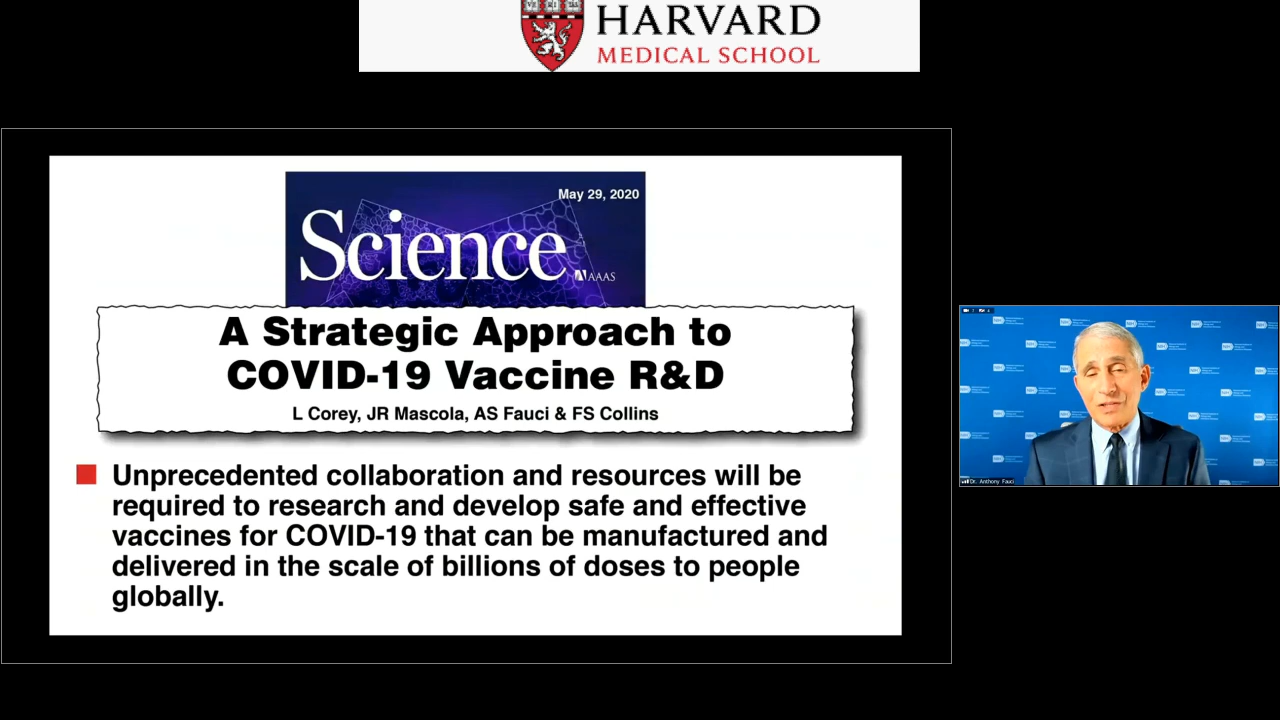 HARVARD
MEDICAL SCHOOL
May 29, 2020
Science
AAAS
A Strategic Approach to
COVID-19 Vaccine R&D
L Corey, JR Mascola, AS Fauci & FS Collins
Unprecedented collaboration and resources will be
required to research and develop safe and effective
vaccines for COVID-19 that can be manufactured and
delivered in the scale of billions of doses to people
globally.
Dr. Anthony Fauci